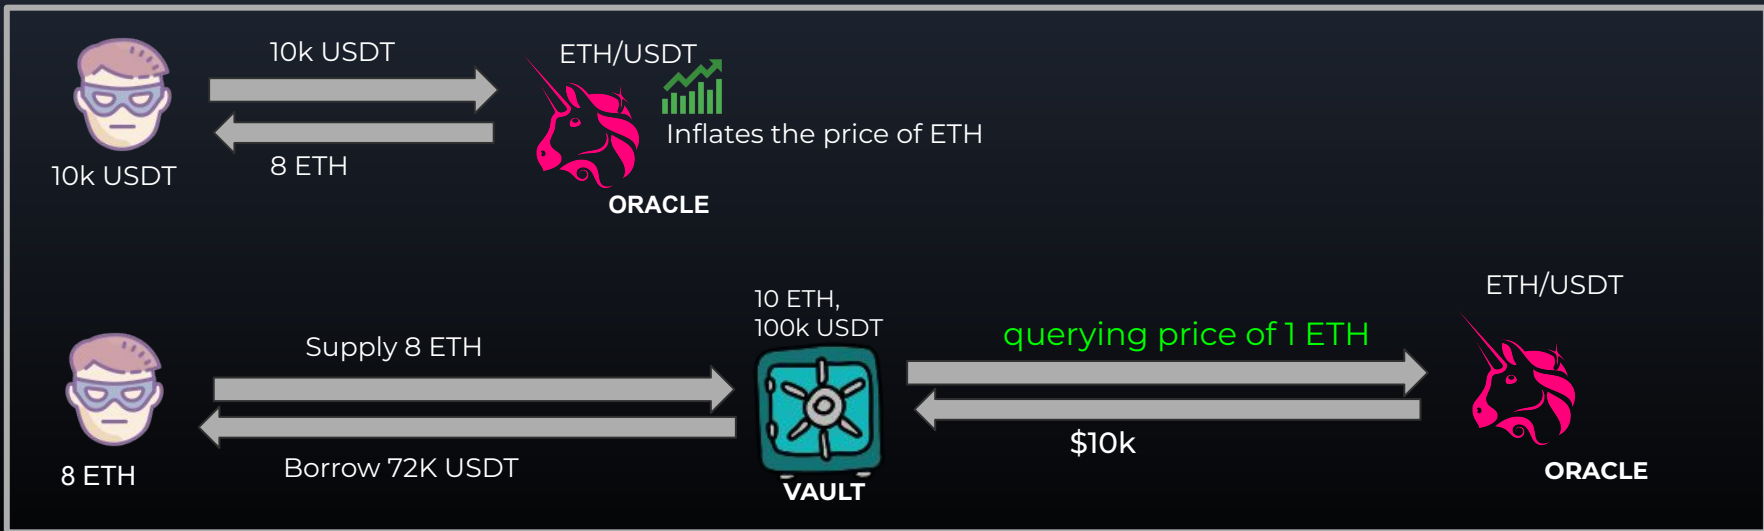 10k USDT
ETH/USDT
Inflates the price of ETH
8 ETH
10k USDT
ORACLE
ETH/USDT
10 ETH,
100k USDT
querying price of 1 ETH
Supply 8 ETH
$10k
Borrow 72K USDT
8 ETH
VAULT
ORACLE